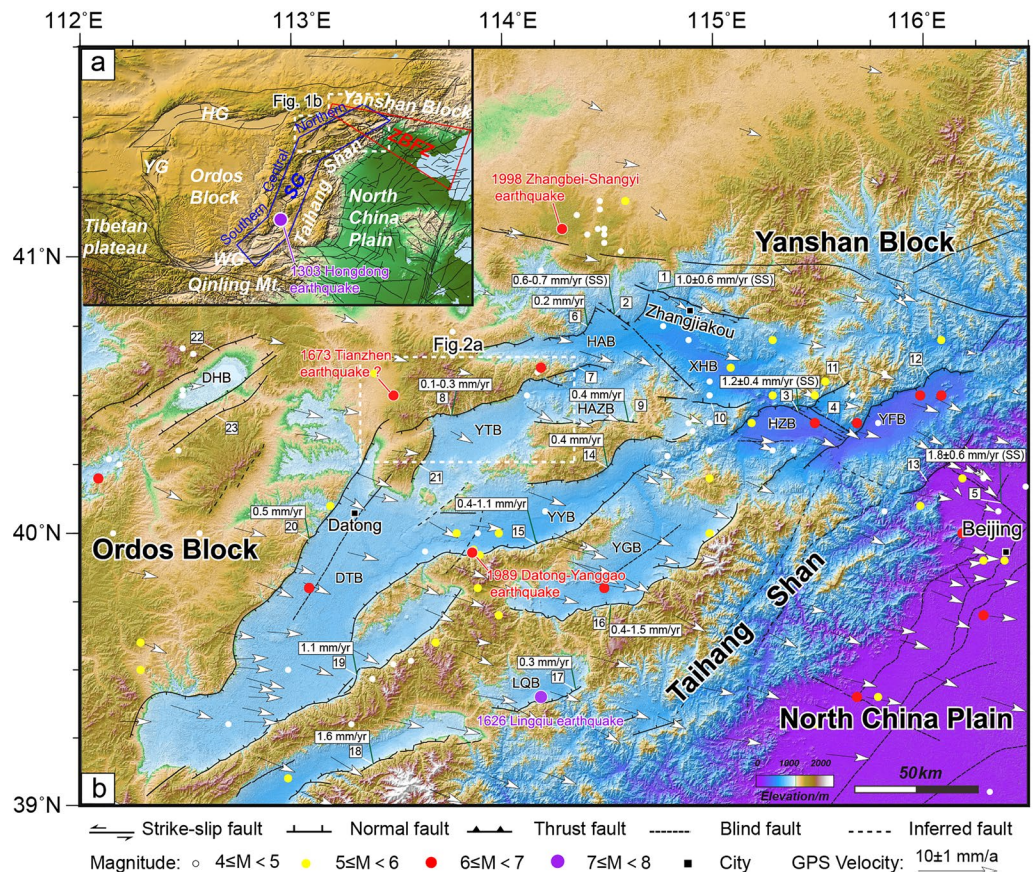 112°E 113°E 114°E 115°E 116°E
a
Fig. 1b
Yanshan Block
HG
Northern
ZBFZ
YG
Ordos
Block
Central
SG
Taihang Shan
North
China
Plain
Southern
Tibetan
plateau
WG
1303 Hongdong
earthquake
Qinling Mt.
41°N
40°N
39°N
1998 Zhangbei-Shangyi
earthquake
Yanshan Block
0.6-0.7 mm/yr (SS)
1
1.0±0.6 mm/yr (SS)
0.2 mm/yr
2
6
Zhangjiakou
HAB
Fig.2a
22
1673 Tianzhen
earthquake ?
DHB
XHB
12
11
7
1.2±0.4 mm/yr (SS)
0.1-0.3 mm/yr
8
0.4 mm/yr
3
HAZB
9
4
10
23
YTB
HZB
YFB
0.4 mm/yr
14
1.8±0.6 mm/yr (SS)
13
21
5
0.4-1.1 mm/yr
0.5 mm/yr
20
Datong
15
YYB
Beijing
Ordos Block
YGB
DTB
1989 Datong-Yanggao
earthquake
16
0.4-1.5 mm/yr
Taihang Shan
1.1 mm/yr
19
0.3 mm/yr
17
LQB
1626 Lingqiu earthquake
North China Plain
1.6 mm/yr
18
0 1000 2000
Elevation/m
50km
b
Strike-slip fault Normal fault Thrust fault Blind fault Inferred fault
Magnitude: 4≤M < 5 5≤M < 6 6≤M < 7 7≤M < 8 City GPS Velocity: 10±1 mm/a